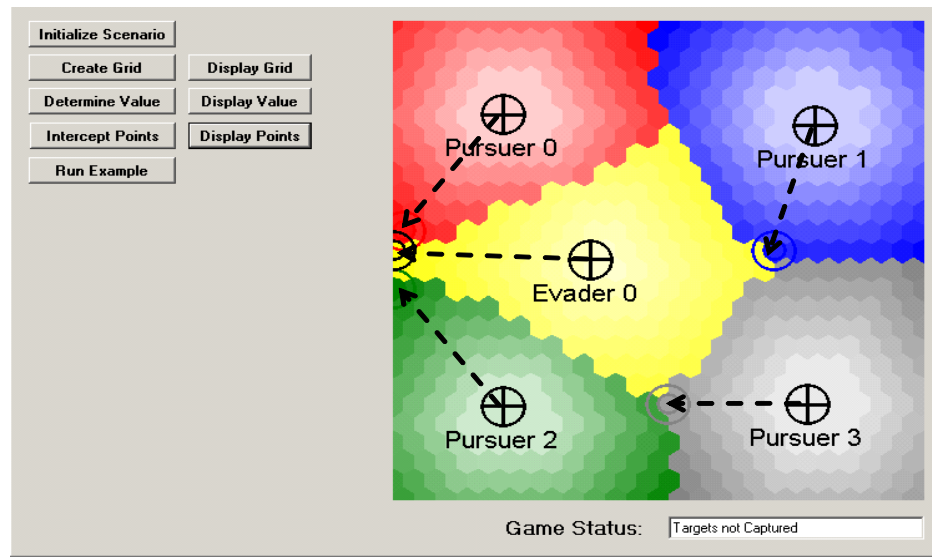 Initialize Scenario
Create Grid
Display Grid
Determine Value
Display Value
Intercept Points
Display Points
Run Example
Pursuer 0
Pursuer 1
Evader 0
Pursuer 2
Pursuer 3
Game Status:
Targets not Captured